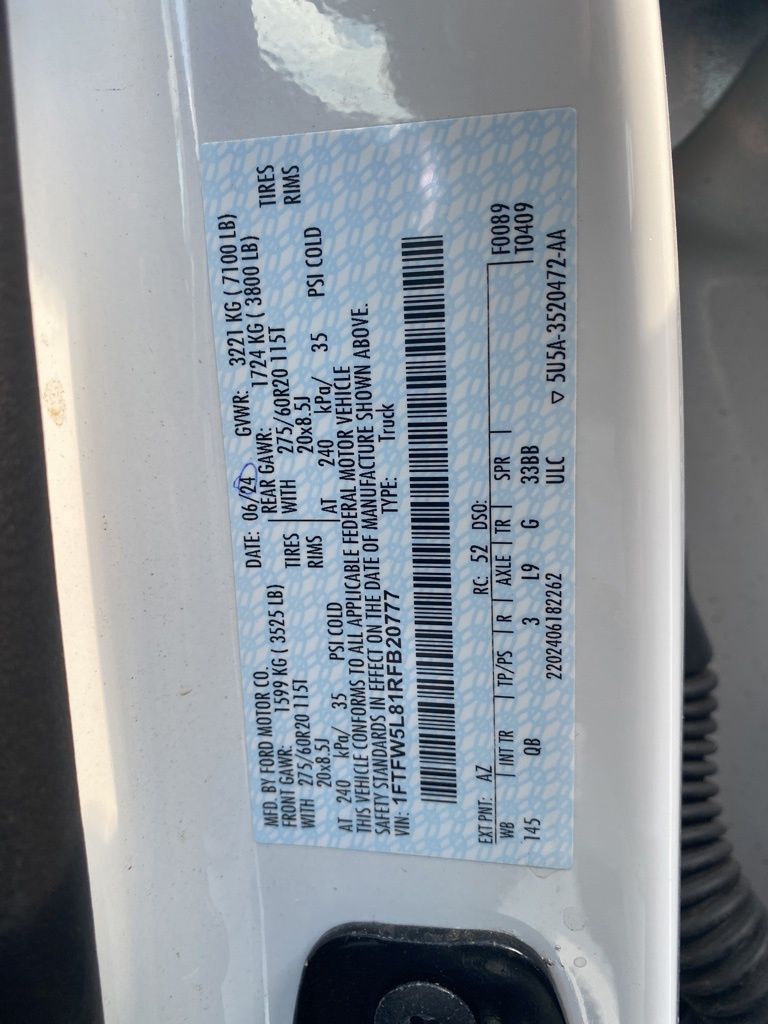 MFD. BY FORD MOTOR CO. DATE: 06/24 GVWR: 3221 KG ( 7100 LB)
FRONT GAWR: 1599 KG ( 3525 LB) REAR GAWR: 1724 KG ( 3800 LB)
WITH 275/60R20 115T TIRES WITH 275/60R20 115T TIRES
20x8.5J RIMS 20x8.5J RIMS
AT 240 kPa/ 35 PSI COLD AT 240 kPa/ 35 PSI COLD
THIS VEHICLE CONFORMS TO ALL APPLICABLE FEDERAL MOTOR VEHICLE
SAFETY STANDARDS IN EFFECT ON THE DATE OF MANUFACTURE SHOWN ABOVE.
VIN: 1FTFW5L81RFB20777 TYPE: Truck
EXT PNT: AZ RC: 52 DSO:
WB INT TR TP/PS R AXLE TR SPR F0089
145 QB 3 L9 G 33BB T0409
2202406182262 ULC ▽ 5U5A-3520472-AA